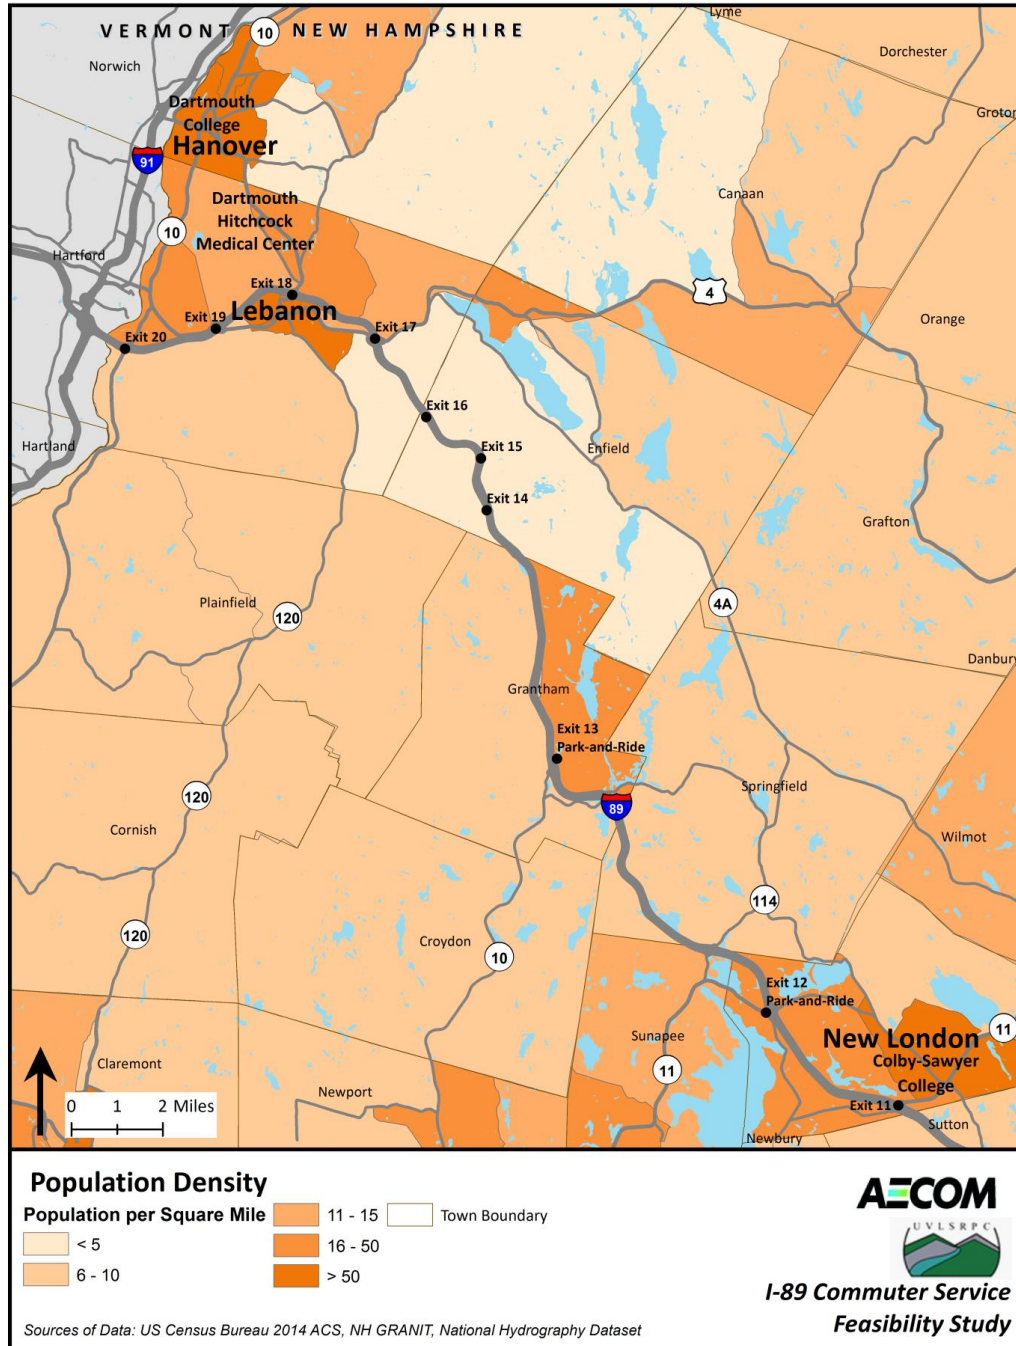 Lyme
VERMONT
NEW HAMPSHIRE
10
Dorchester
Norwich
Groton
Dartmouth
College
Hanover
91
Canaan
Dartmouth
Hitchcock
Medical Center
10
Hartford
Exit 18
4
Exit 19
Lebanon
Exit 17
Orange
Exit 20
Exit 16
Hartland
Exit 15
Enfield
Exit 14
Grafton
Plainfield
120
4A
Danbury
Grantham
Exit 13
Park-and-Ride
Springfield
120
89
Cornish
Wilmot
114
120
Croydon
10
Exit 12
Park-and-Ride
Sunapee
New London
11
Colby-Sawyer
College
Claremont
11
Newport
Exit 11
0 1 2 Miles
Sutton
Newbury
Population Density
Population per Square Mile
< 5
6 - 10
11 - 15
16 - 50
> 50
Town Boundary
AECOM
UVLSRPC
I-89 Commuter Service
Feasibility Study
Sources of Data: US Census Bureau 2014 ACS, NH GRANIT, National Hydrography Dataset